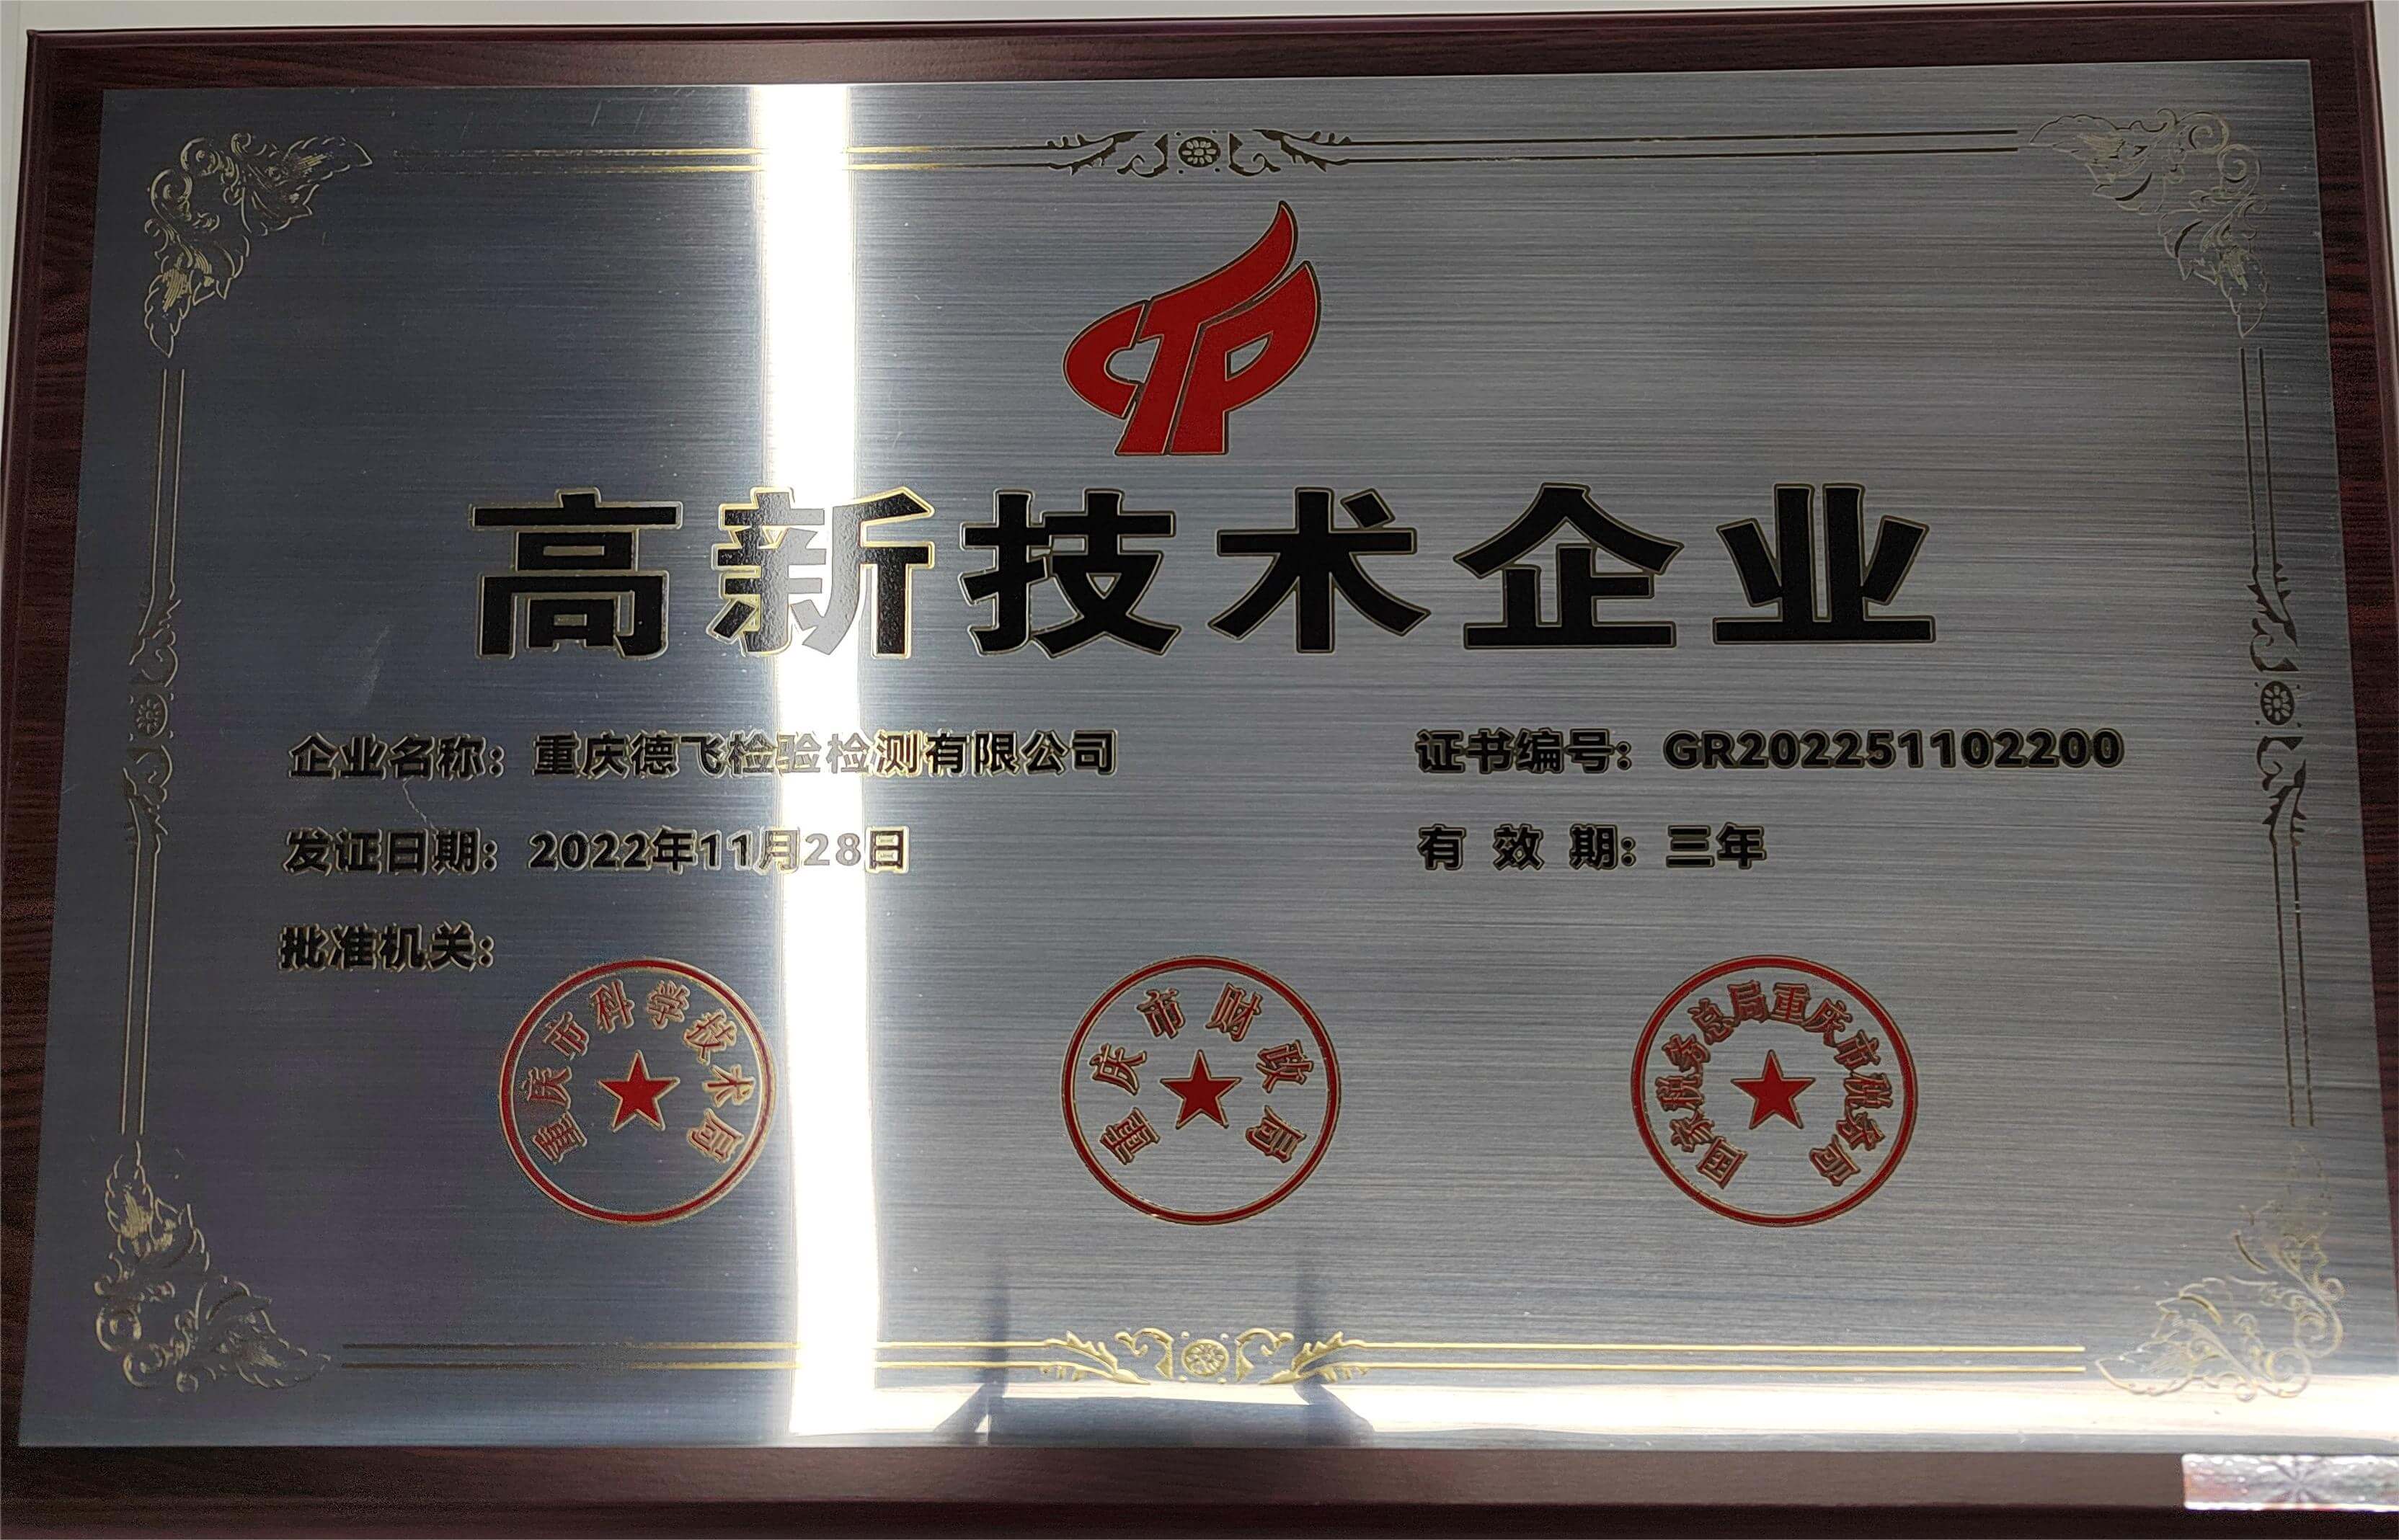 高新技术企业
企业名称：重庆德飞检验检测有限公司
证书编号：GR202251102200
发证日期：2022年11月28日
有效期：三年
批准机关：
重庆市科学技术局
重庆市财政局
国家税务总局重庆市税务局